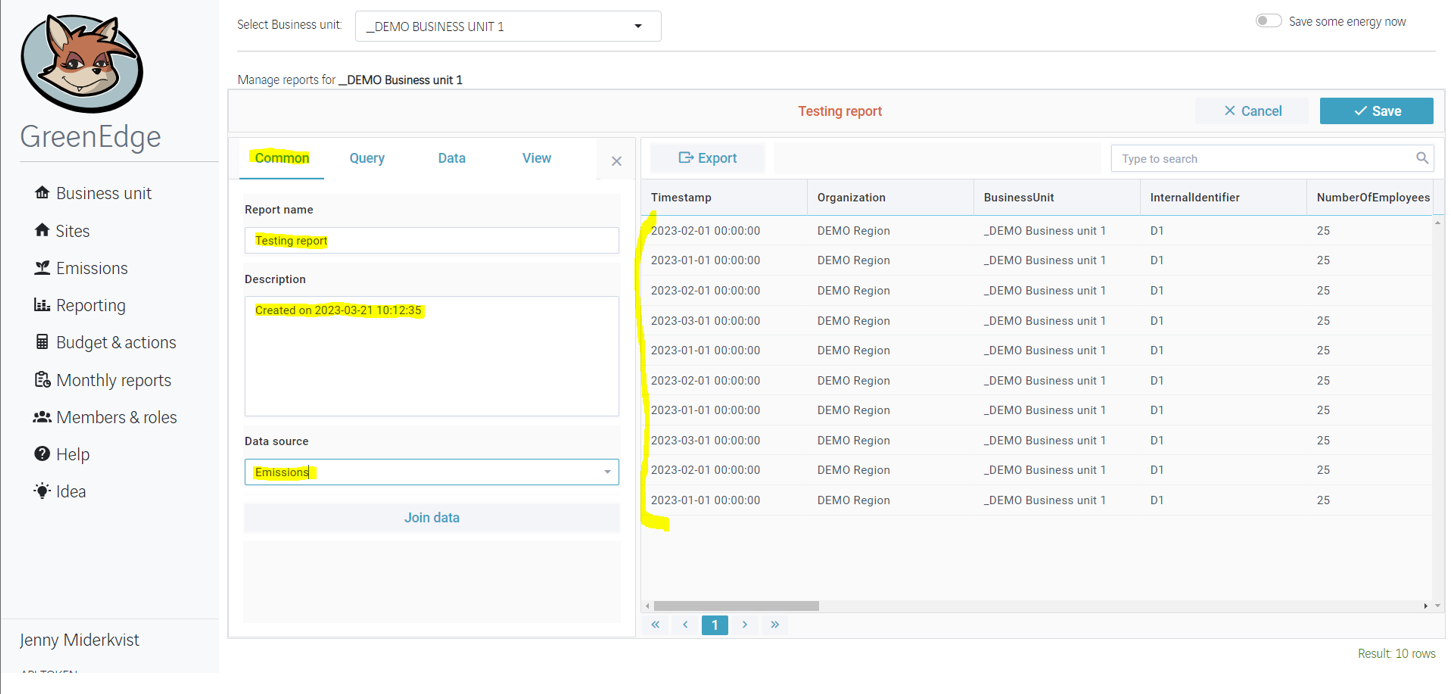 Select Business unit: __DEMO BUSINESS UNIT 1
Save some energy now
GreenEdge
Business unit
Sites
Emissions
Reporting
Budget & actions
Monthly reports
Members & roles
Help
Idea
Jenny Miderkvist
API TOKEN
Manage reports for __DEMO Business unit 1
Testing report
Cancel
Save
Common Query Data View
Report name
Testing report
Description
Created on 2023-03-21 10:12:35
Data source
Emissions
Join data
Export
Type to search
Timestamp Organization BusinessUnit InternalIdentifier NumberOfEmployees
2023-02-01 00:00:00 DEMO Region _DEMO Business unit 1 D1 25
2023-01-01 00:00:00 DEMO Region _DEMO Business unit 1 D1 25
2023-02-01 00:00:00 DEMO Region _DEMO Business unit 1 D1 25
2023-03-01 00:00:00 DEMO Region _DEMO Business unit 1 D1 25
2023-01-01 00:00:00 DEMO Region _DEMO Business unit 1 D1 25
2023-02-01 00:00:00 DEMO Region _DEMO Business unit 1 D1 25
2023-01-01 00:00:00 DEMO Region _DEMO Business unit 1 D1 25
2023-03-01 00:00:00 DEMO Region _DEMO Business unit 1 D1 25
2023-02-01 00:00:00 DEMO Region _DEMO Business unit 1 D1 25
2023-01-01 00:00:00 DEMO Region _DEMO Business unit 1 D1 25
« ‹ 1 › »
Result: 10 rows